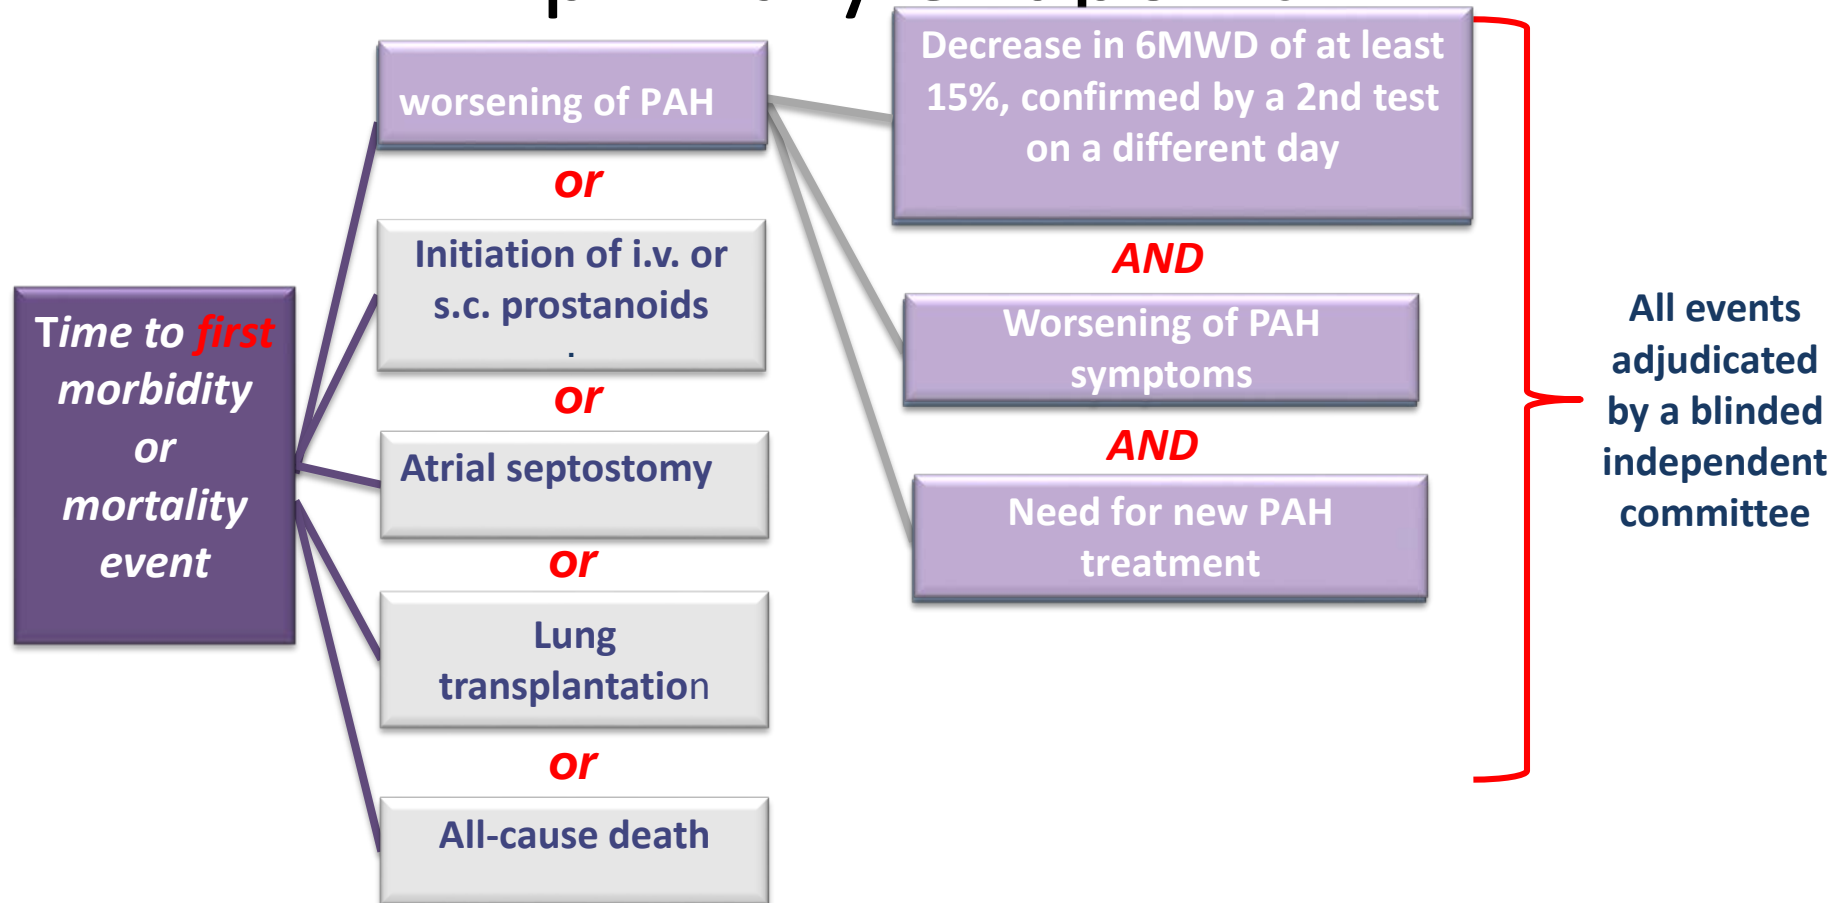 worsening of PAH
or
Initiation of i.v. or
s.c. prostanoids
.
or
Atrial septostomy
or
Lung
transplantation
or
All-cause death
Time to first
morbidity
or
mortality
event
Decrease in 6MWD of at least
15%, confirmed by a 2nd test
on a different day
AND
Worsening of PAH
symptoms
AND
Need for new PAH
treatment
All events
adjudicated
by a blinded
independent
committee